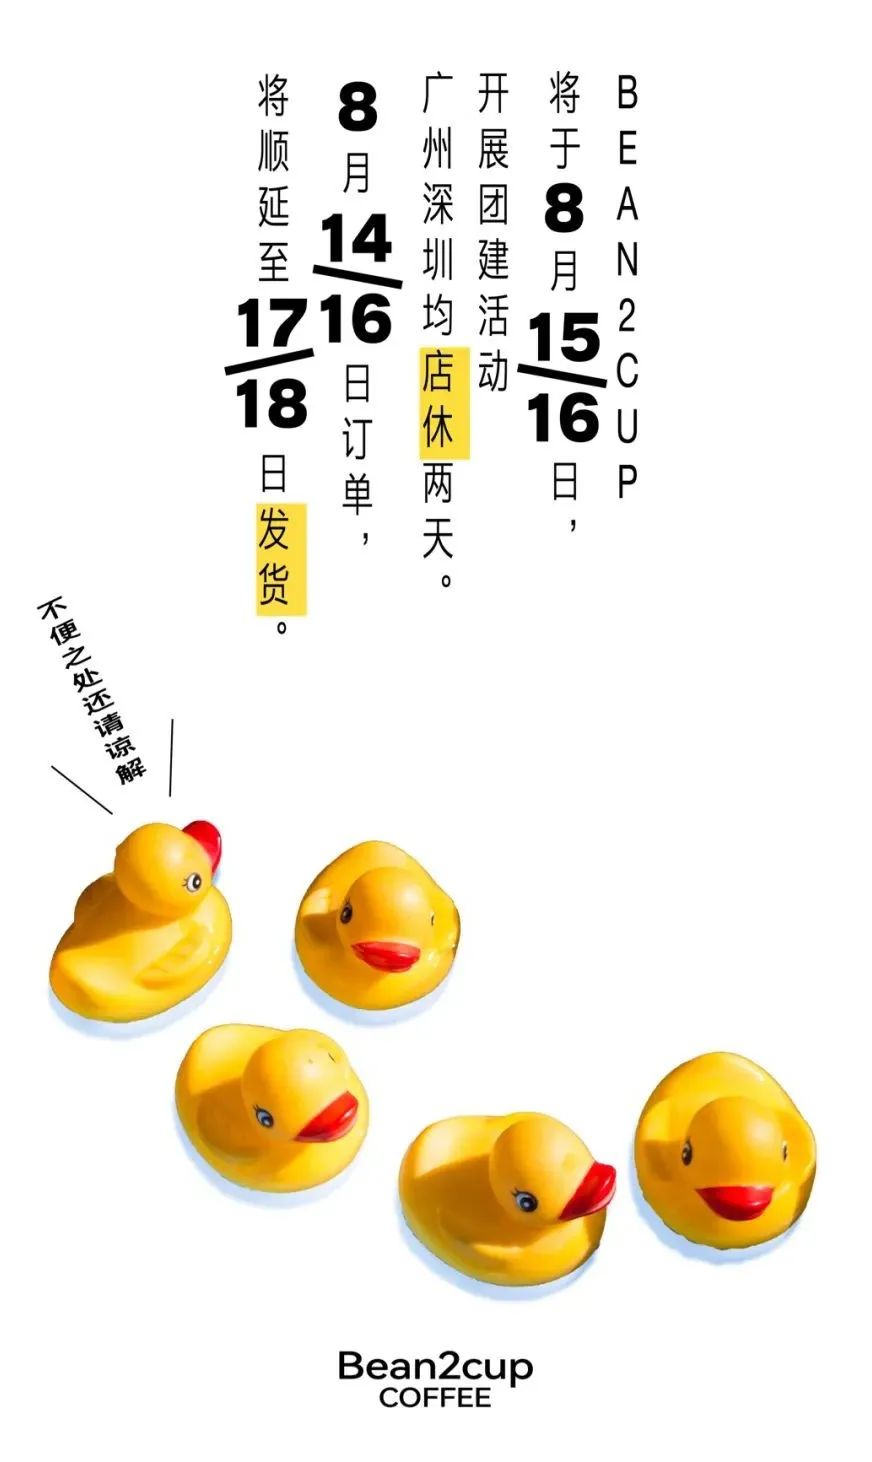 BEAN2CUP
将于8月15/16日，
开展团建活动
广州深圳均店休两天。
8月14/16日订单，
将顺延至17/18日发货。
不便之处还请谅解
Bean2cup
COFFEE